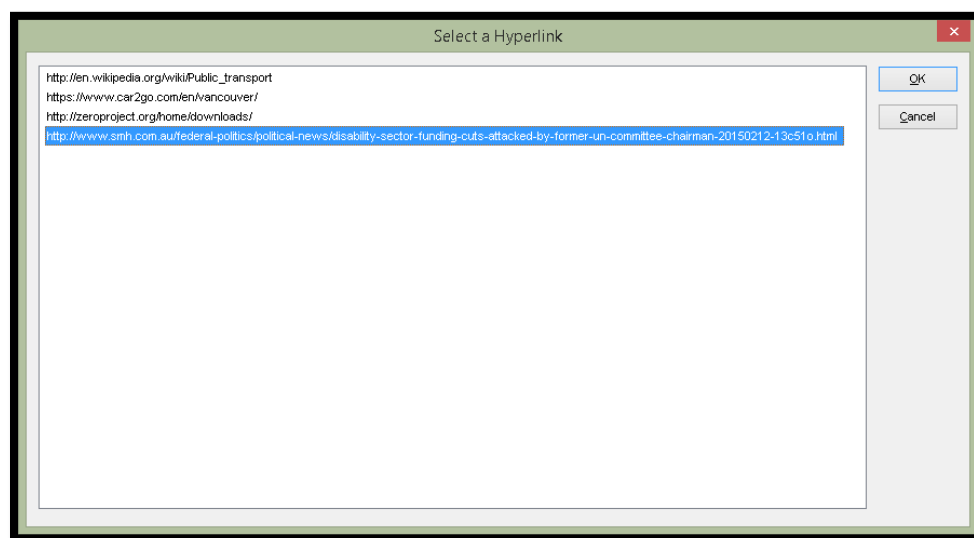 Select a Hyperlink
http://en.wikipedia.org/wiki/Public_transport
https://www.car2go.com/en/vancouver/
http://zeroproject.org/home/downloads/
http://www.smh.com.au/federal-politics/political-news/disability-sector-funding-cuts-attacked-by-former-un-committee-chairman-20150212-13c51o.html
OK
Cancel